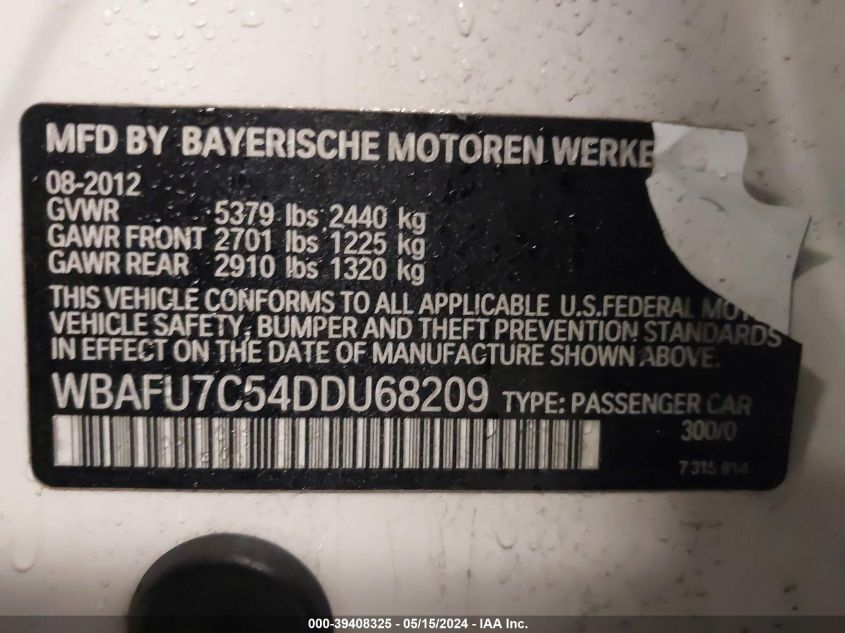 MFD BY BAYERISCHE MOTOREN WERKE
08-2012
GVWR 5379 lbs 2440 kg
GAWR FRONT 2701 lbs 1225 kg
GAWR REAR 2910 lbs 1320 kg
THIS VEHICLE CONFORMS TO ALL APPLICABLE U.S.FEDERAL
VEHICLE SAFETY, BUMPER AND THEFT PREVENTION STANDARDS
IN EFFECT ON THE DATE OF MANUFACTURE SHOWN ABOVE.
WBAFU7C54DDU68209 TYPE: PASSENGER CAR
300/0
7 315 814
000-39408325 - 05/15/2024 - IAA Inc.